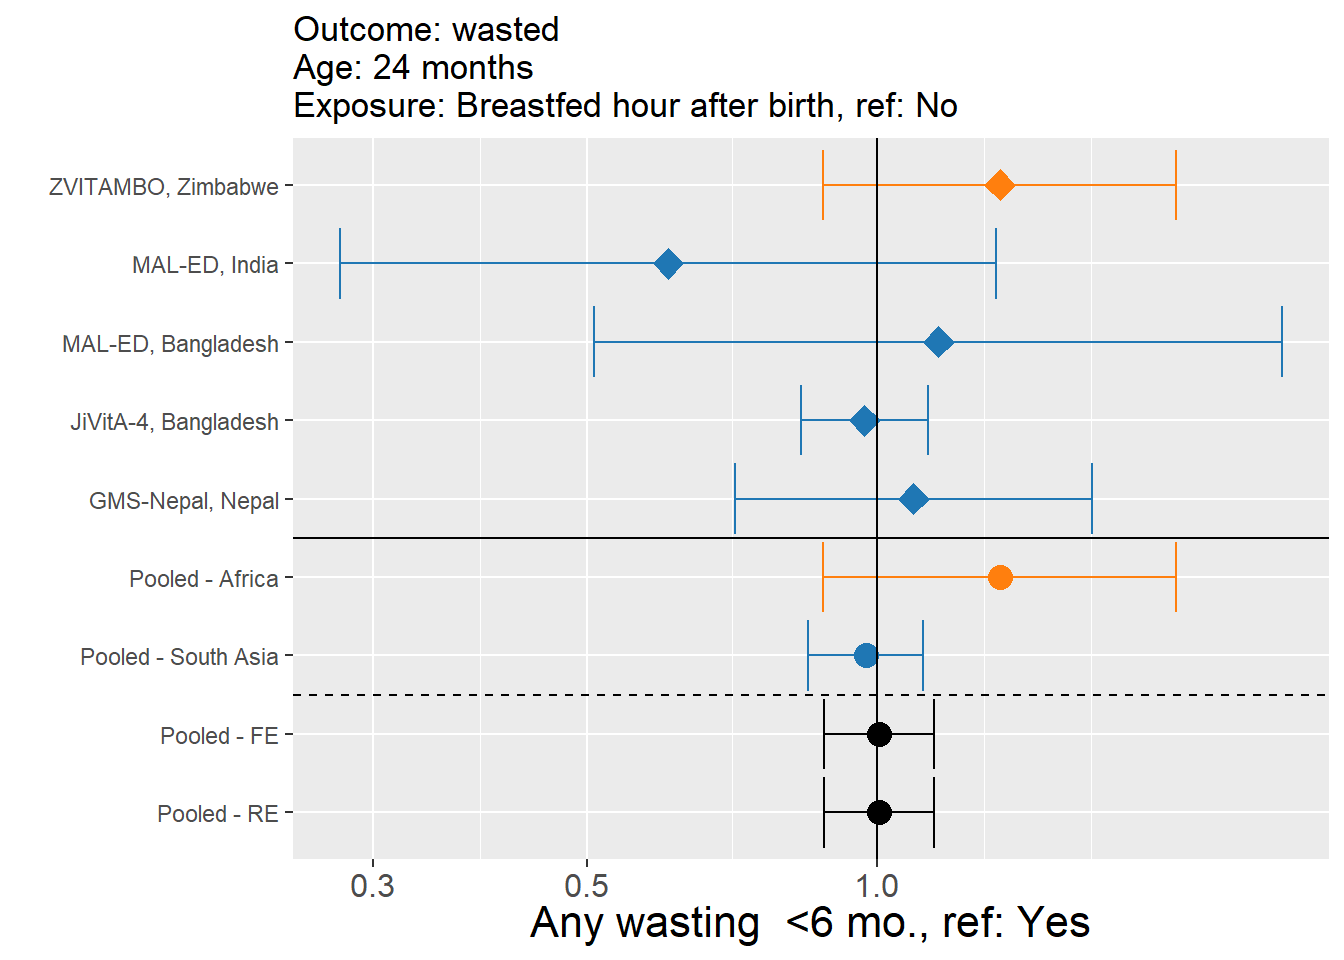 Outcome: wasted
Age: 24 months
Exposure: Breastfed hour after birth, ref: No
ZVITAMBO, Zimbabwe
MAL-ED, India
MAL-ED, Bangladesh
JiVitA-4, Bangladesh
GMS-Nepal, Nepal
Pooled - Africa
Pooled - South Asia
Pooled - FE
Pooled - RE
0.3 0.5 1.0
Any wasting  <6 mo., ref: Yes